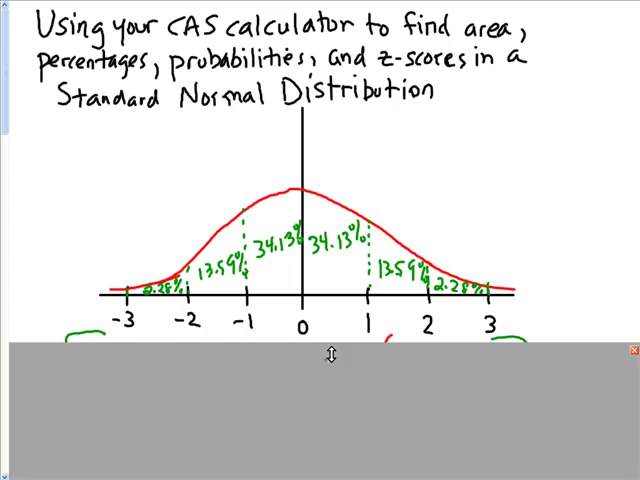 Using your CAS calculator to find area,
percentages, probabilities, and z-scores in a
Standard Normal Distribution
34.13% 34.13%
13.59% 13.59%
2.28% 2.28%
-3 -2 -1 0 1 2 3